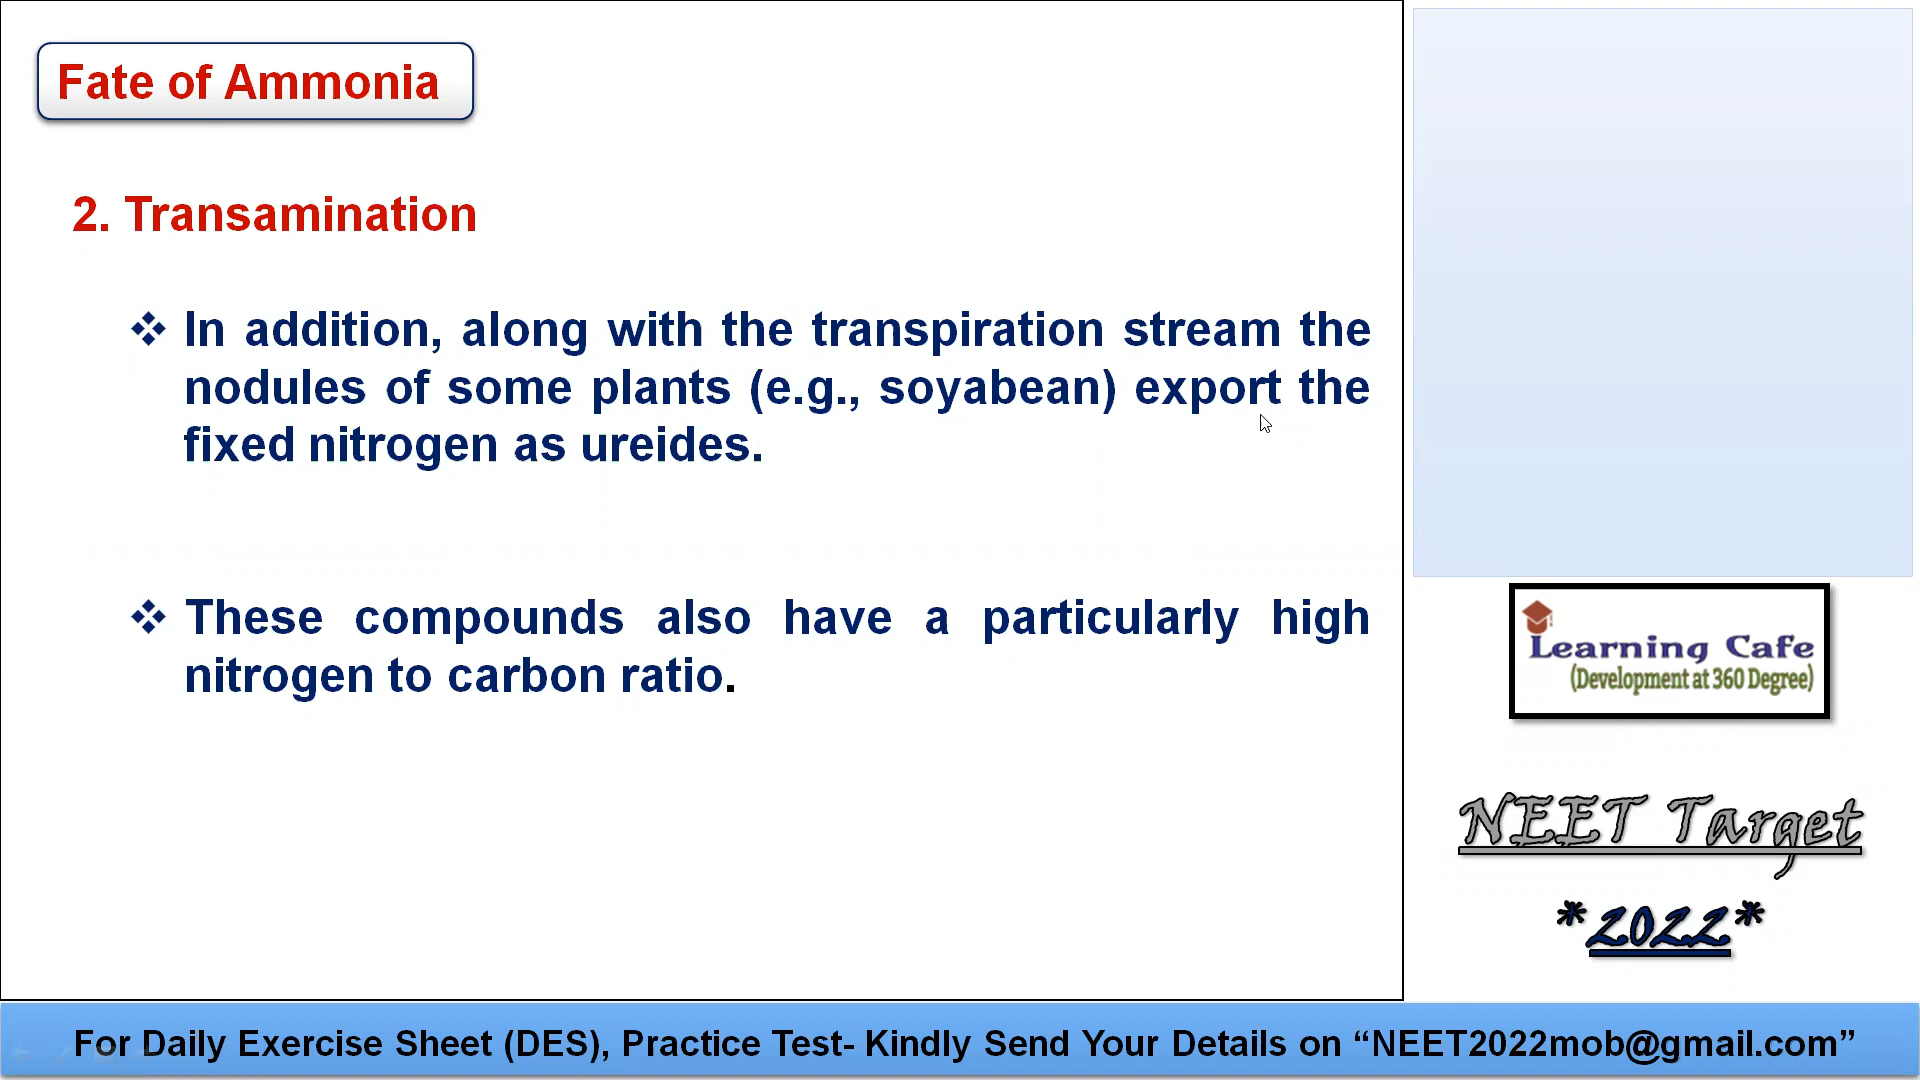 Fate of Ammonia
2. Transamination
❖ In addition, along with the transpiration stream the
nodules of some plants (e.g., soyabean) export the
fixed nitrogen as ureides.
❖ These compounds also have a particularly high
nitrogen to carbon ratio.
Learning Cafe
(Development at 360 Degree)
NEET Target
*2022*
For Daily Exercise Sheet (DES), Practice Test- Kindly Send Your Details on “NEET2022mob@gmail.com”